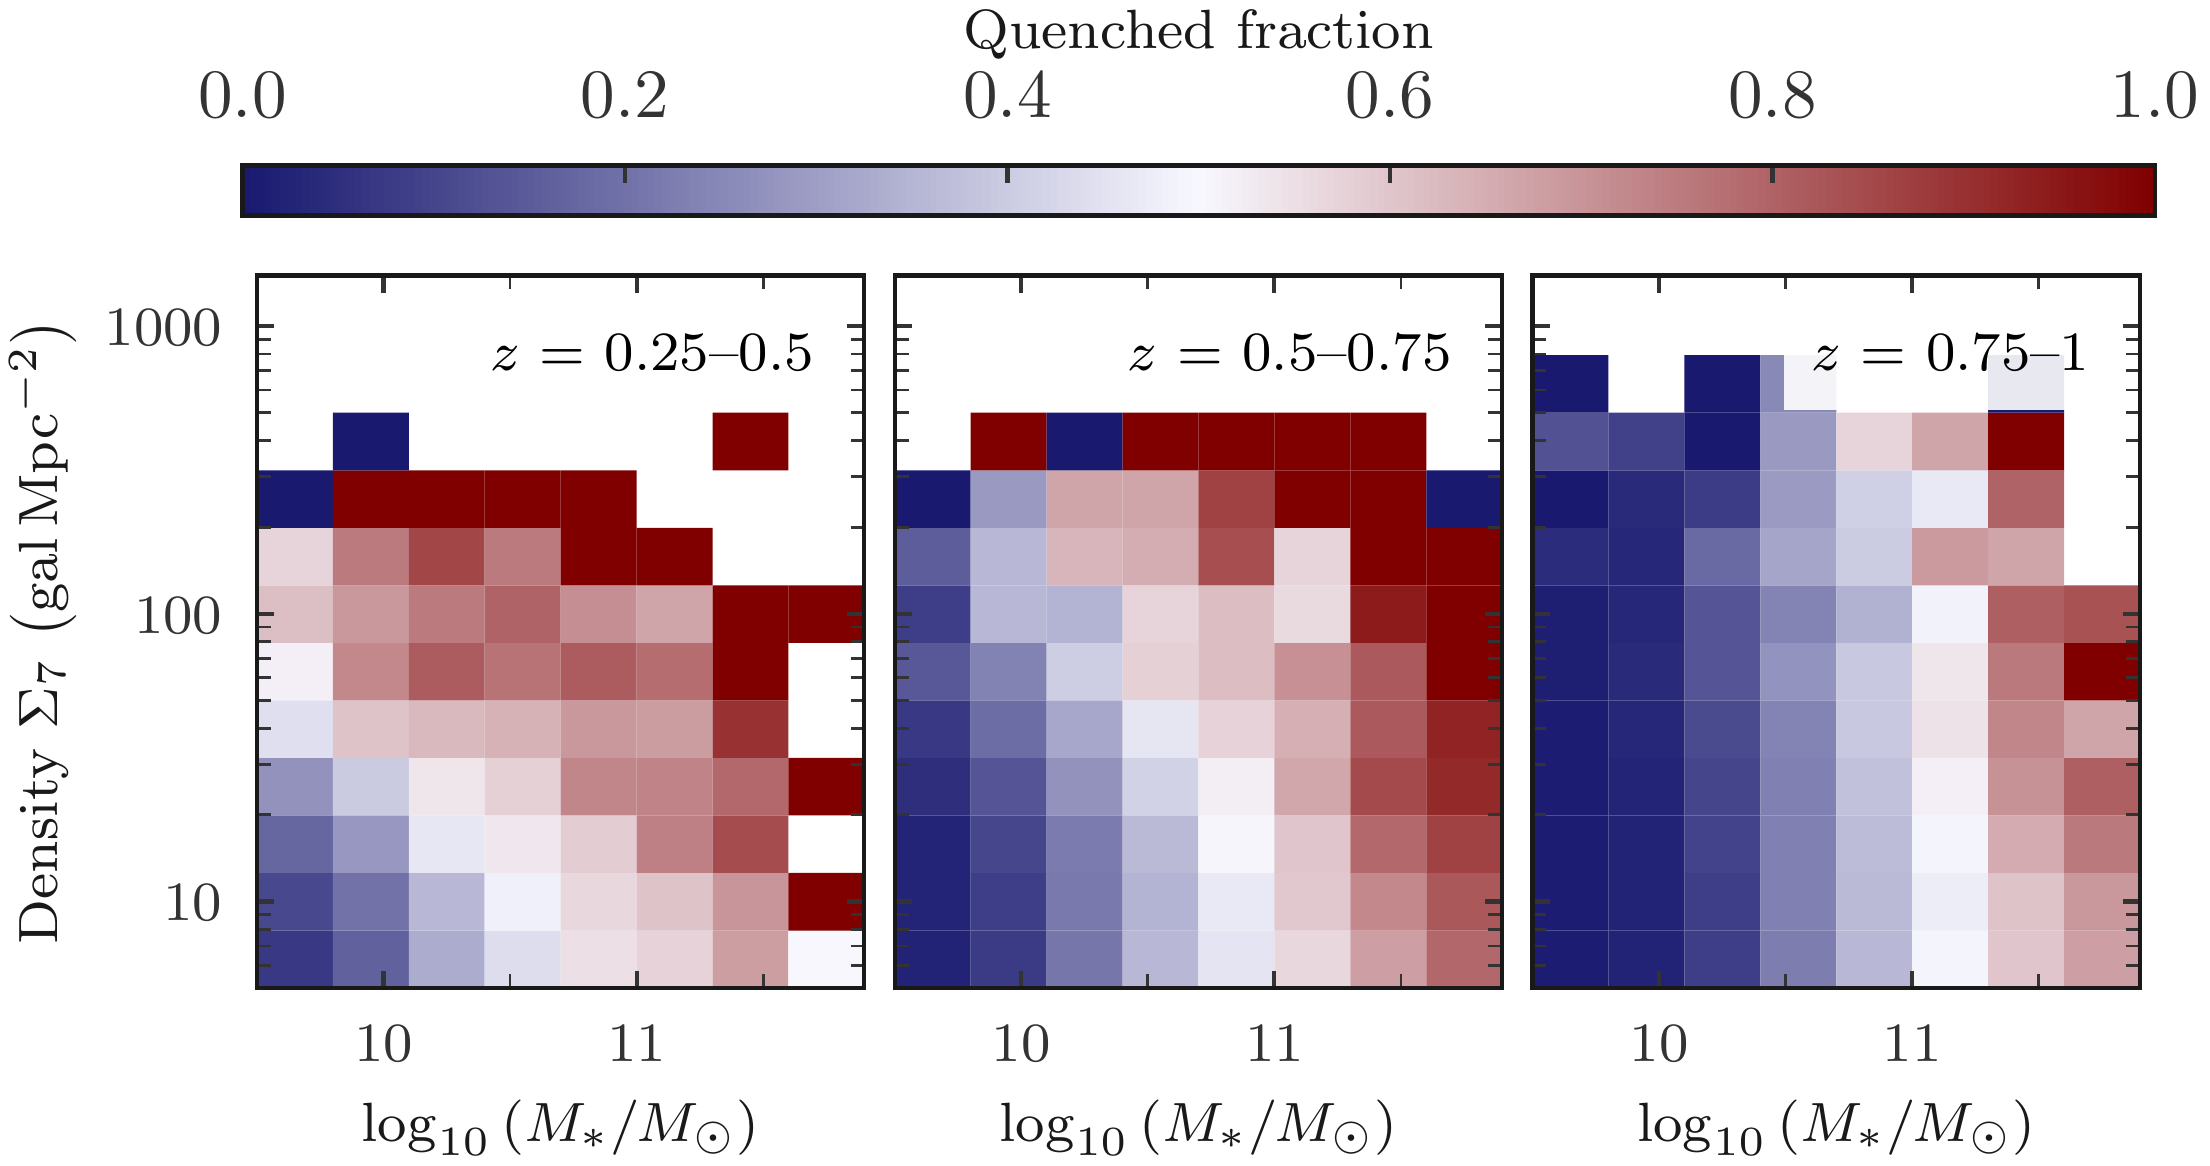 Quenched fraction
0.0 0.2 0.4 0.6 0.8 1.0
Density Σ₇ (gal Mpc⁻²)
1000
100
10
z = 0.25–0.5
z = 0.5–0.75
z = 0.75–1
10 11
10 11
10 11
log₁₀ (M*/M⊙)
log₁₀ (M*/M⊙)
log₁₀ (M*/M⊙)